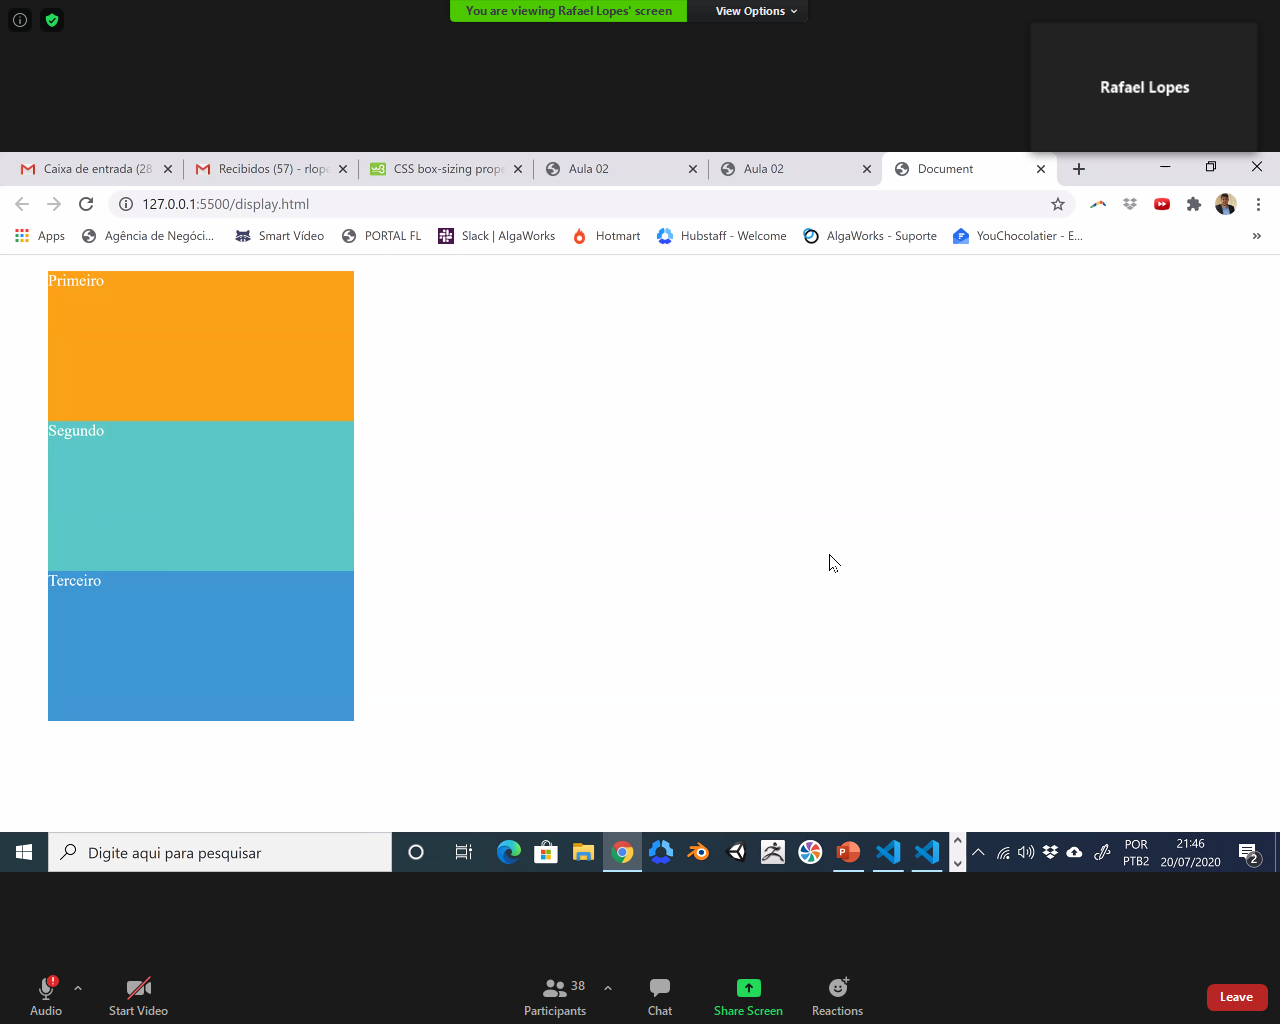 You are viewing Rafael Lopes' screen
View Options
Rafael Lopes
Caixa de entrada (28
Recibidos (57) - rlope
CSS box-sizing prope
Aula 02
Aula 02
Document
127.0.0.1:5500/display.html
Apps
Agência de Negóci...
Smart Vídeo
PORTAL FL
Slack | AlgaWorks
Hotmart
Hubstaff - Welcome
AlgaWorks - Suporte
YouChocolatier - E...
»
Primeiro
Segundo
Terceiro
Digite aqui para pesquisar
POR
PTB2
21:46
20/07/2020
2
Audio
Start Video
Participants
38
Chat
Share Screen
Reactions
Leave